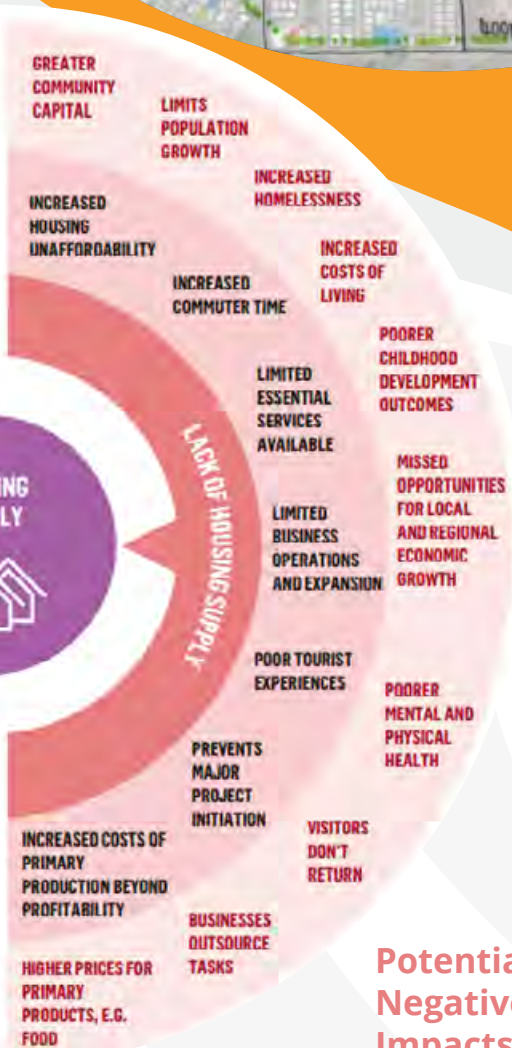 GREATER
COMMUNITY
CAPITAL
LIMITS
POPULATION
GROWTH
INCREASED
HOMELESSNESS
INCREASED
COSTS OF
LIVING
POORER
CHILDHOOD
DEVELOPMENT
OUTCOMES
MISSED
OPPORTUNITIES
FOR LOCAL
AND REGIONAL
ECONOMIC
GROWTH
POORER
MENTAL AND
PHYSICAL
HEALTH
VISITORS
DON'T
RETURN
BUSINESSES
OUTSOURCE
TASKS
HIGHER PRICES FOR
PRIMARY
PRODUCTS, E.G.
FOOD
INCREASED
HOUSING
UNAFFORDABILITY
INCREASED
COMMUTER TIME
LIMITED
ESSENTIAL
SERVICES
AVAILABLE
LIMITED
BUSINESS
OPERATIONS
AND EXPANSION
POOR TOURIST
EXPERIENCES
PREVENTS
MAJOR
PROJECT
INITIATION
INCREASED COSTS OF
PRIMARY
PRODUCTION BEYOND
PROFITABILITY
LACK OF HOUSING SUPPLY
ING
LY
Potentia
Negativ
Impacts